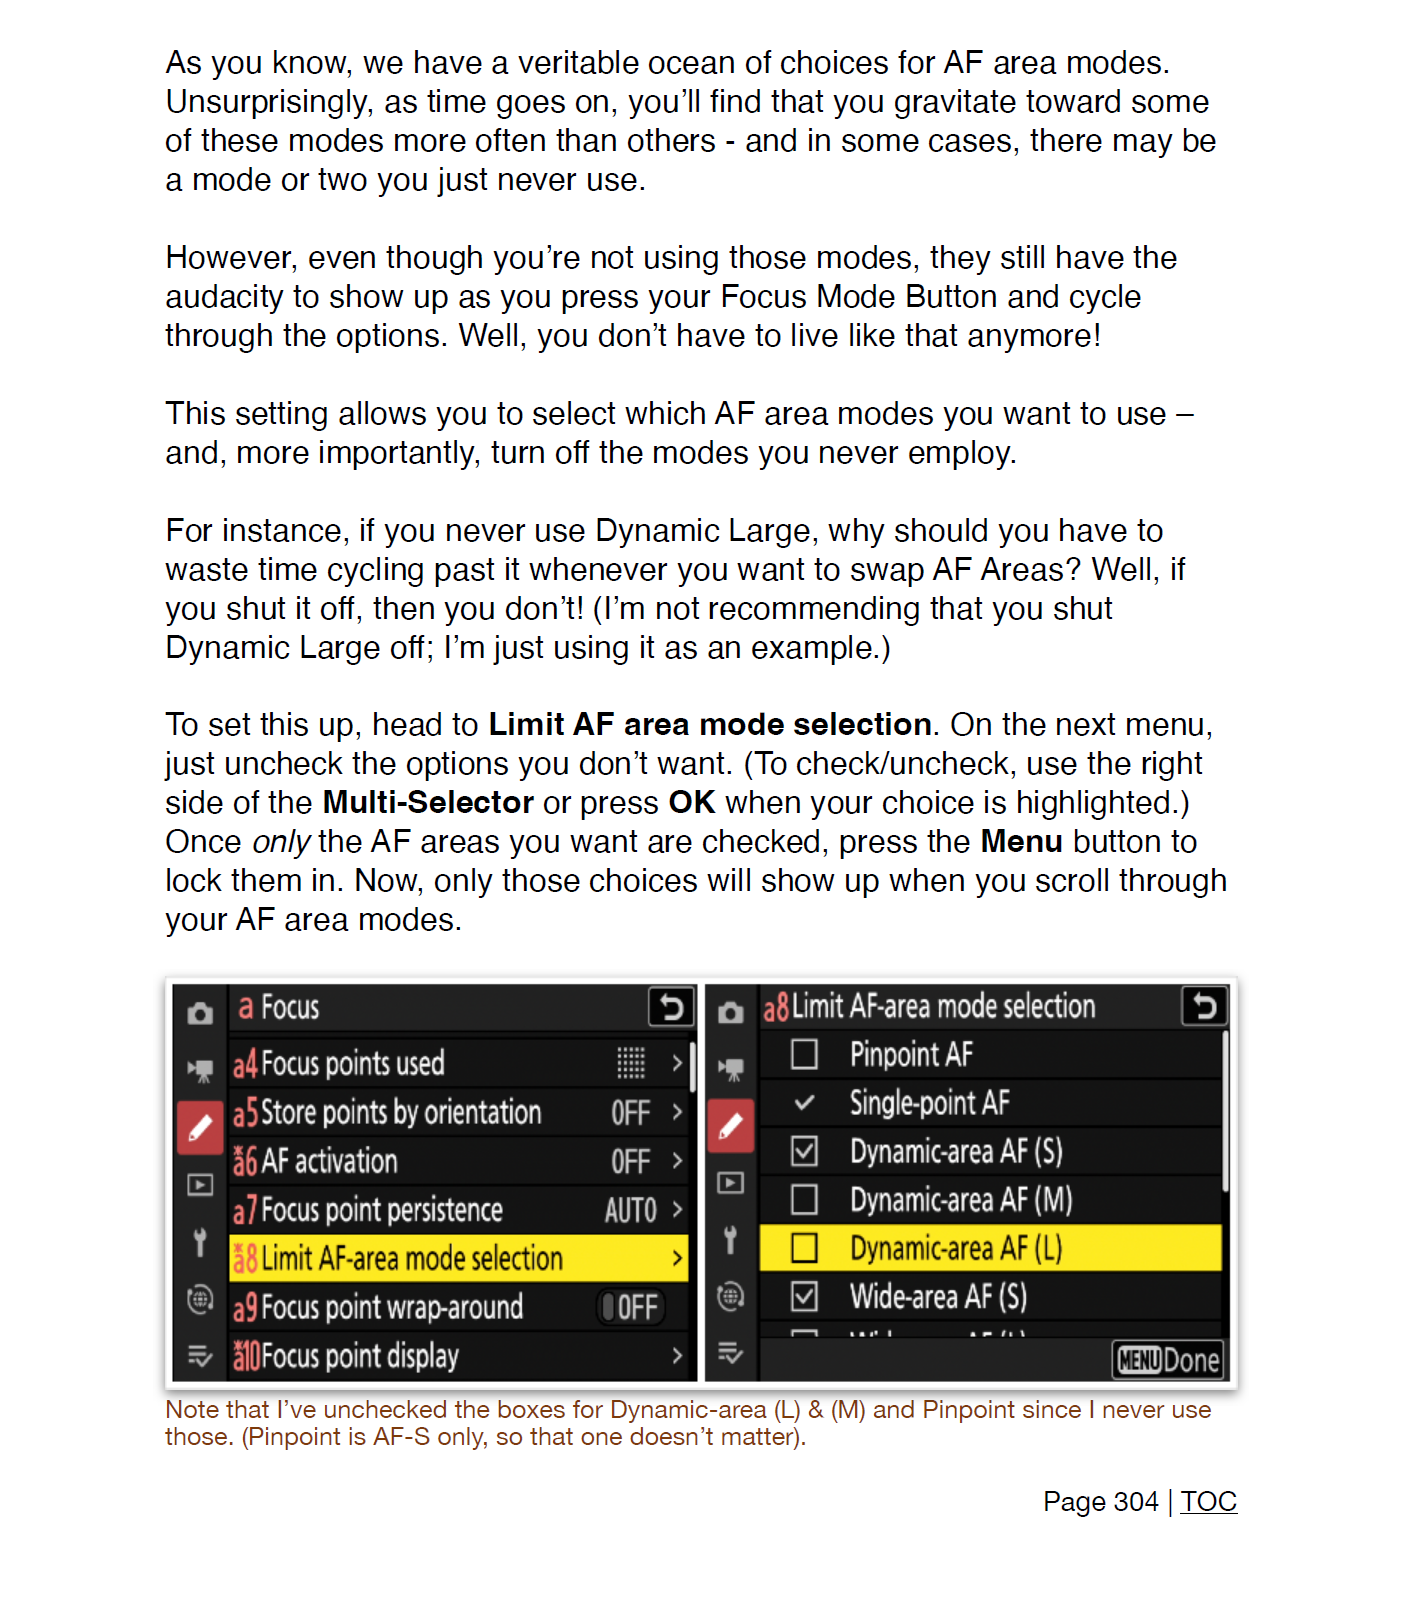 As you know, we have a veritable ocean of choices for AF area modes.
Unsurprisingly, as time goes on, you’ll find that you gravitate toward some
of these modes more often than others - and in some cases, there may be
a mode or two you just never use.
However, even though you’re not using those modes, they still have the
audacity to show up as you press your Focus Mode Button and cycle
through the options. Well, you don’t have to live like that anymore!
This setting allows you to select which AF area modes you want to use –
and, more importantly, turn off the modes you never employ.
For instance, if you never use Dynamic Large, why should you have to
waste time cycling past it whenever you want to swap AF Areas? Well, if
you shut it off, then you don’t! (I’m not recommending that you shut
Dynamic Large off; I’m just using it as an example.)
To set this up, head to Limit AF area mode selection. On the next menu,
just uncheck the options you don’t want. (To check/uncheck, use the right
side of the Multi-Selector or press OK when your choice is highlighted.)
Once only the AF areas you want are checked, press the Menu button to
lock them in. Now, only those choices will show up when you scroll through
your AF area modes.
a Focus
a4 Focus points used
a5 Store points by orientation OFF
a6 AF activation OFF
a7 Focus point persistence AUTO
a8 Limit AF-area mode selection
a9 Focus point wrap-around OFF
a10 Focus point display
a8 Limit AF-area mode selection
Pinpoint AF
Single-point AF
Dynamic-area AF (S)
Dynamic-area AF (M)
Dynamic-area AF (L)
Wide-area AF (S)
MENU Done
Note that I’ve unchecked the boxes for Dynamic-area (L) & (M) and Pinpoint since I never use
those. (Pinpoint is AF-S only, so that one doesn’t matter).
Page 304 | TOC